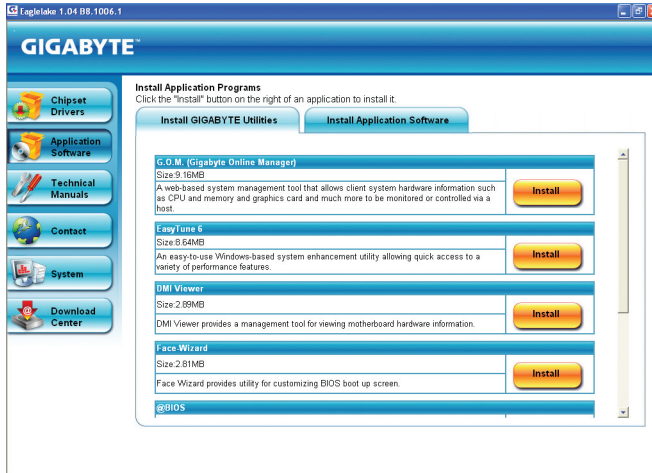 Eaglelake 1.04 B8.1006.1
GIGABYTE™
Chipset
Drivers
Application
Software
Technical
Manuals
Contact
System
Download
Center
Install Application Programs
Click the "Install" button on the right of an application to install it.
Install GIGABYTE Utilities
Install Application Software
G.O.M. (Gigabyte Online Manager)
Size:9.16MB
A web-based system management tool that allows client system hardware information such
as CPU and memory and graphics card and much more to be monitored or controlled via a
host.
Install
EasyTune 6
Size:8.64MB
An easy-to-use Windows-based system enhancement utility allowing quick access to a
variety of performance features.
Install
DMI Viewer
Size:2.89MB
DMI Viewer provides a management tool for viewing motherboard hardware information.
Install
Face-Wizard
Size:2.81MB
Face Wizard provides utility for customizing BIOS boot up screen.
Install
@BIOS